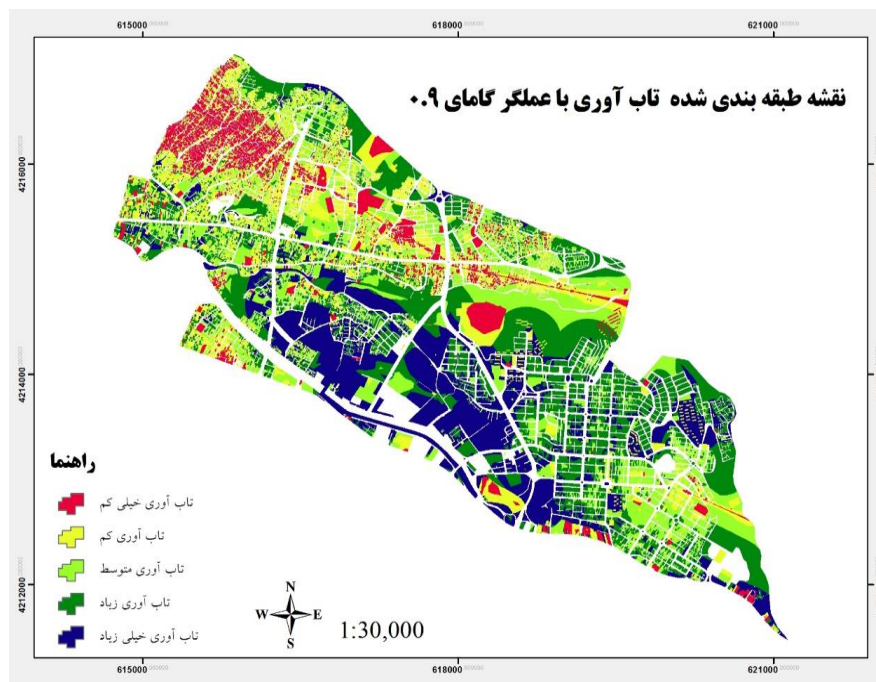 615000 618000 621000
نقشه طبقه بندی شده تاب آوری با عملگر گامای ۰.۹
4216000
4214000
4212000
راهنما
تاب آوری خیلی کم
تاب آوری کم
تاب آوری متوسط
تاب آوری زیاد
تاب آوری خیلی زیاد
N
W E
S
1:30,000
615000 618000 621000